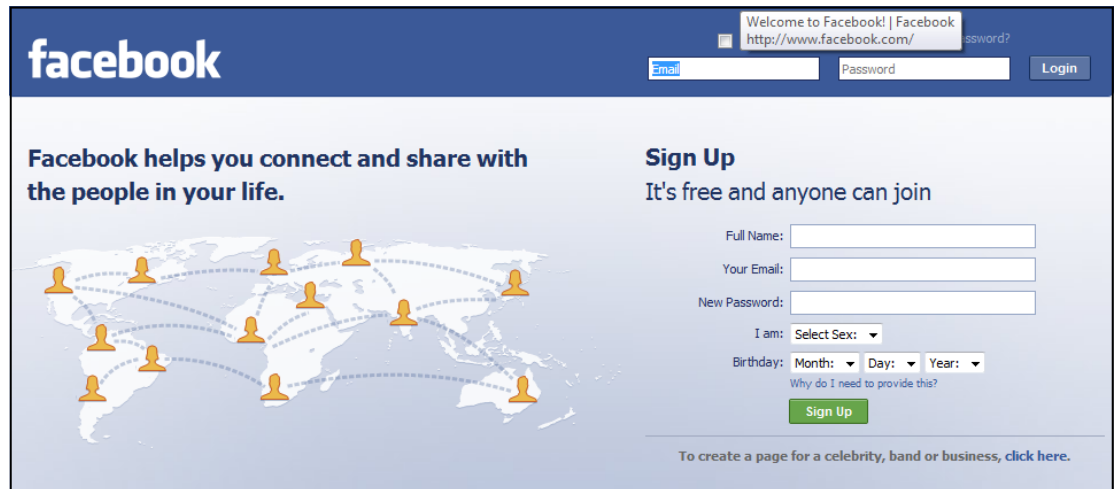 Welcome to Facebook! | Facebook
http://www.facebook.com/
facebook
Email
Password
Login
Facebook helps you connect and share with
the people in your life.
Sign Up
It's free and anyone can join
Full Name:
Your Email:
New Password:
I am: Select Sex:
Birthday: Month: Day: Year:
Why do I need to provide this?
Sign Up
To create a page for a celebrity, band or business, click here.